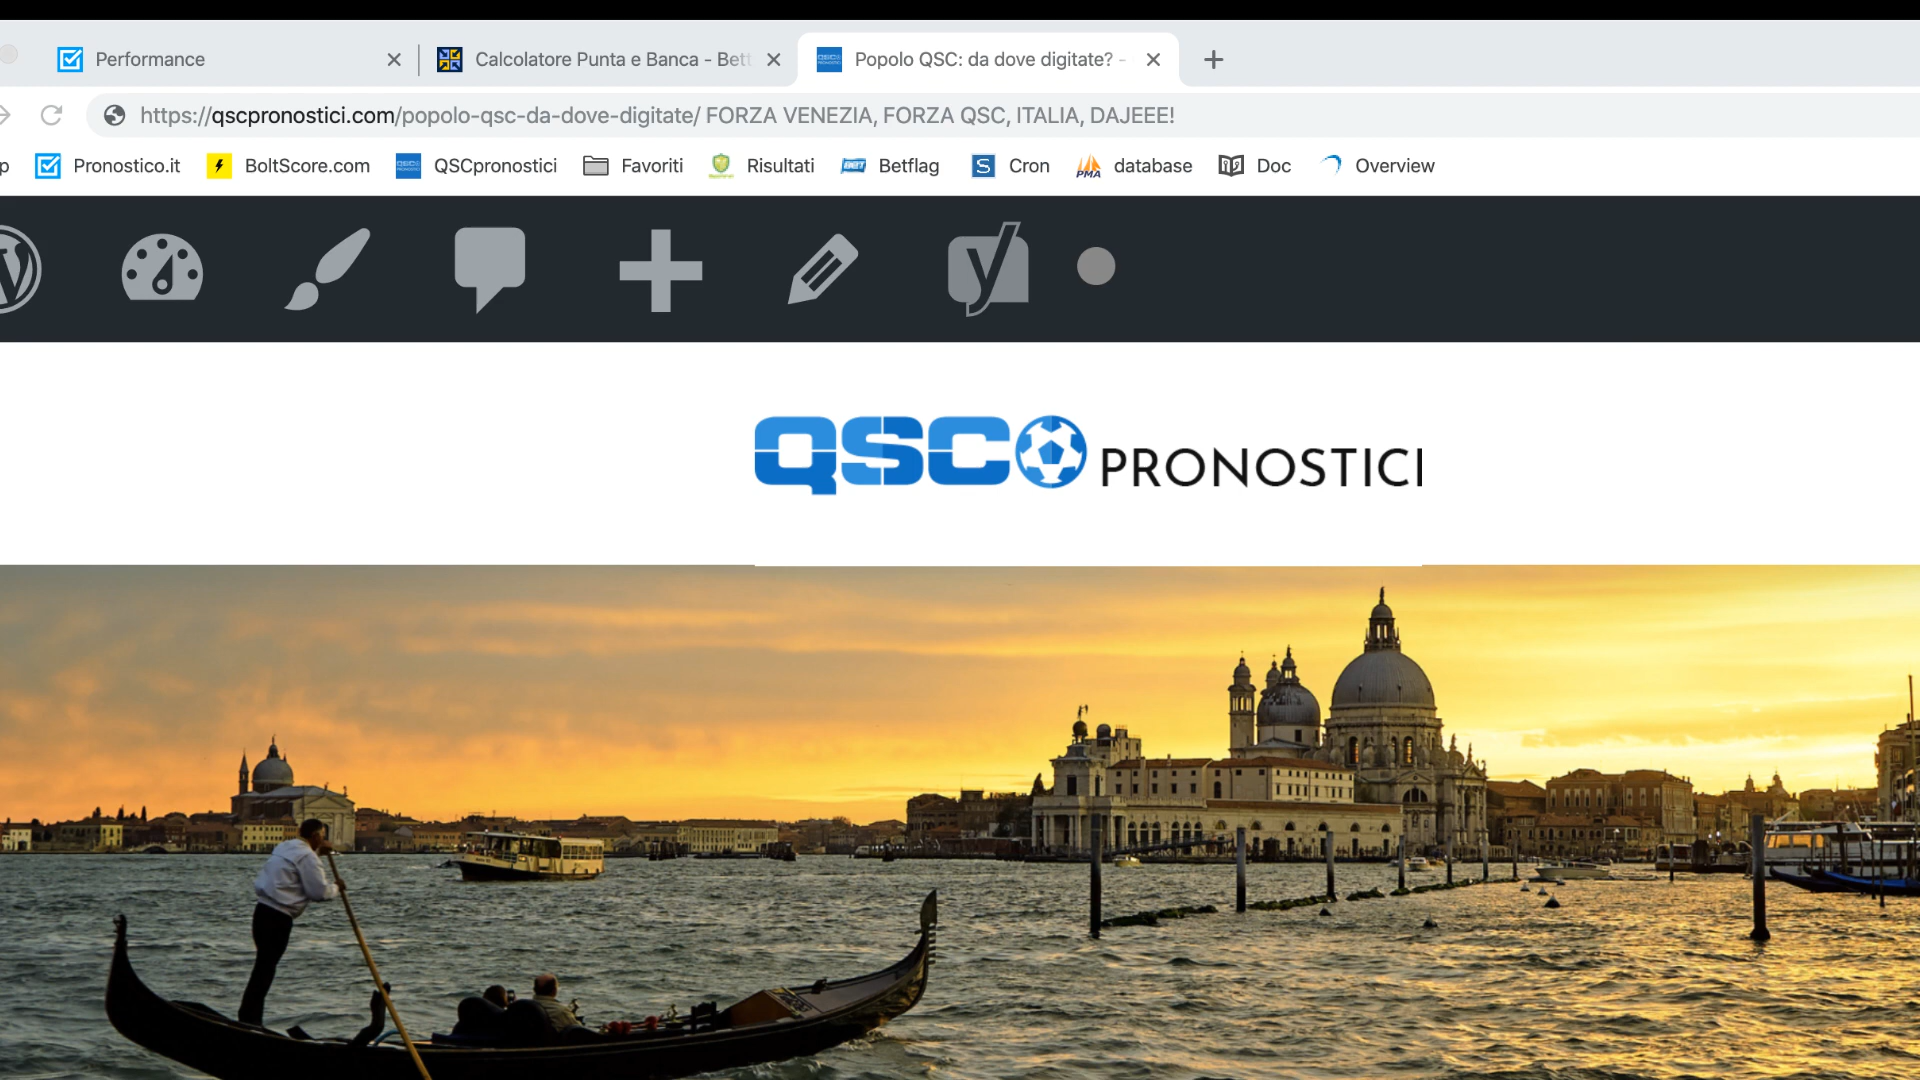 Performance
Calcolatore Punta e Banca - Bett
Popolo QSC: da dove digitate? -
https://qscpronostici.com/popolo-qsc-da-dove-digitate/ FORZA VENEZIA, FORZA QSC, ITALIA, DAJEEE!
p Pronostico.it BoltScore.com QSCpronostici Favoriti Risultati BET Betflag S Cron PMA database Doc Overview
y
QSC PRONOSTICI